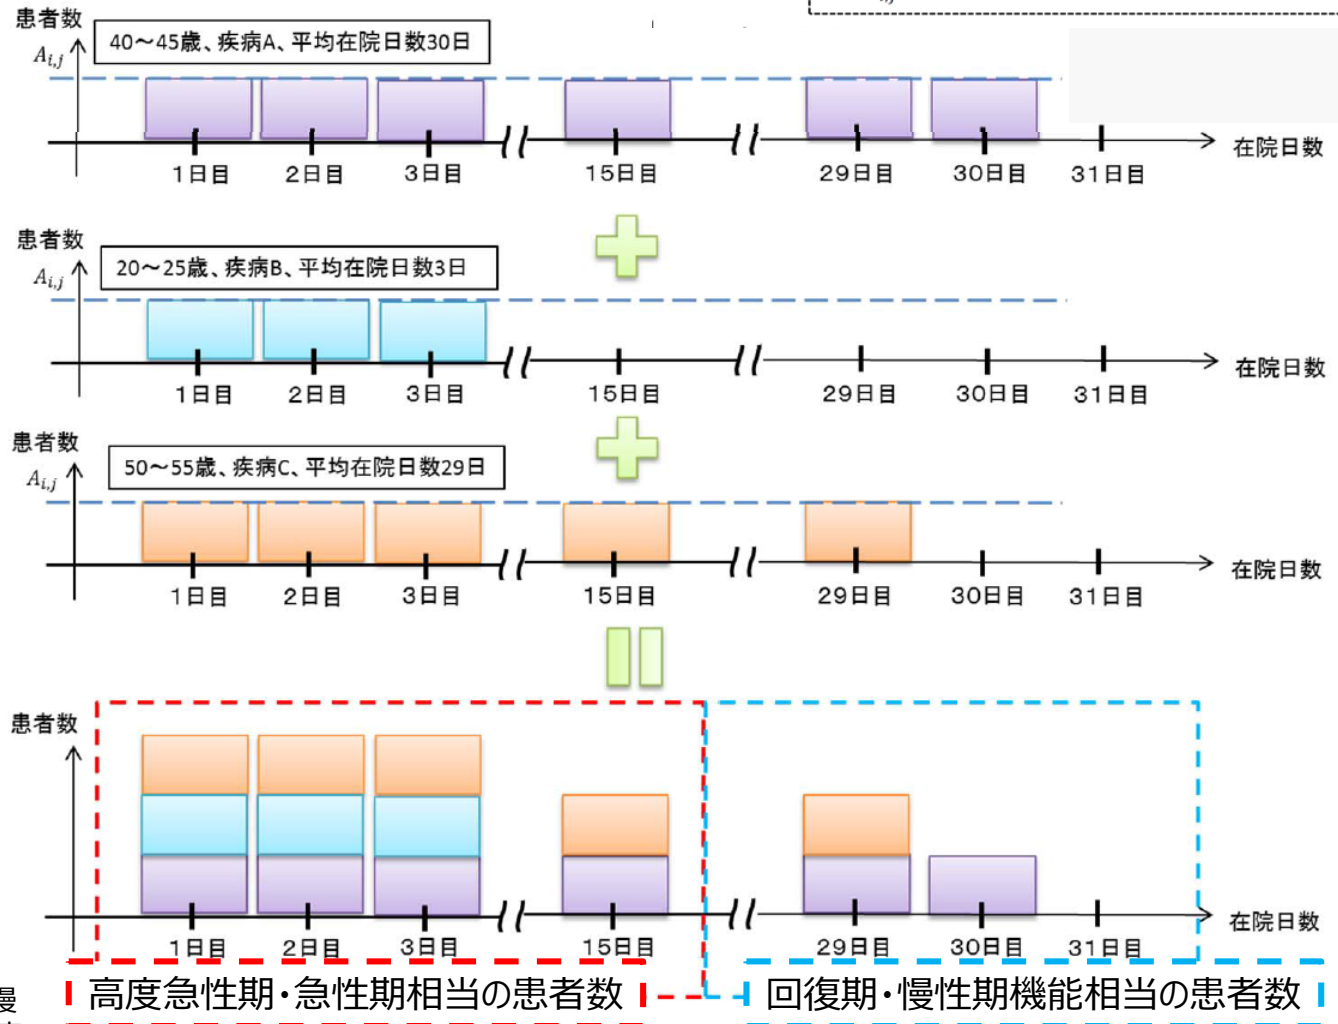 患者数
40~45歳、疾病A、平均在院日数30日
A_{i,j}
1日目 2日目 3日目 15日目 29日目 30日目 31日目 在院日数
患者数
20~25歳、疾病B、平均在院日数3日
A_{i,j}
1日目 2日目 3日目 15日目 29日目 30日目 31日目 在院日数
患者数
50~55歳、疾病C、平均在院日数29日
A_{i,j}
1日目 2日目 3日目 15日目 29日目 30日目 31日目 在院日数
患者数
1日目 2日目 3日目 15日目 29日目 30日目 31日目 在院日数
高度急性期・急性期相当の患者数 回復期・慢性期機能相当の患者数